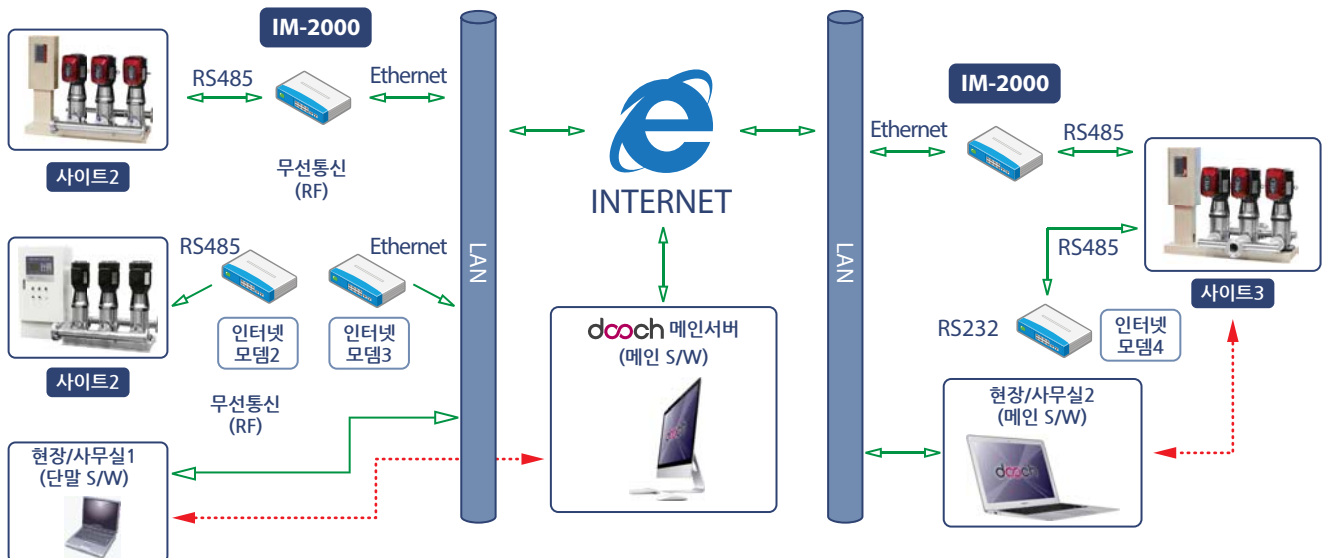 IM-2000
RS485
Ethernet
사이트2
무선통신
(RF)
RS485
Ethernet
인터넷
모뎀2
인터넷
모뎀3
사이트2
무선통신
(RF)
현장/사무실1
(단말 S/W)
LAN
INTERNET
dooch 메인서버
(메인 S/W)
LAN
IM-2000
Ethernet
RS485
RS485
사이트3
RS232
인터넷
모뎀4
현장/사무실2
(메인 S/W)
dooch